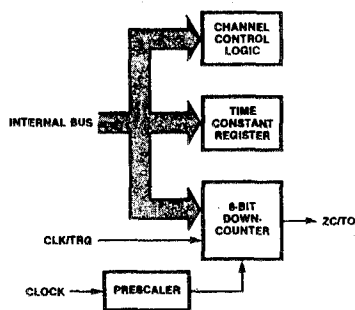 CHANNEL
CONTROL
LOGIC
INTERNAL BUS
TIME
CONSTANT
REGISTER
8-BIT
DOWN-
COUNTER
ZC/TO
CLK/TRG
CLOCK
PRESCALER